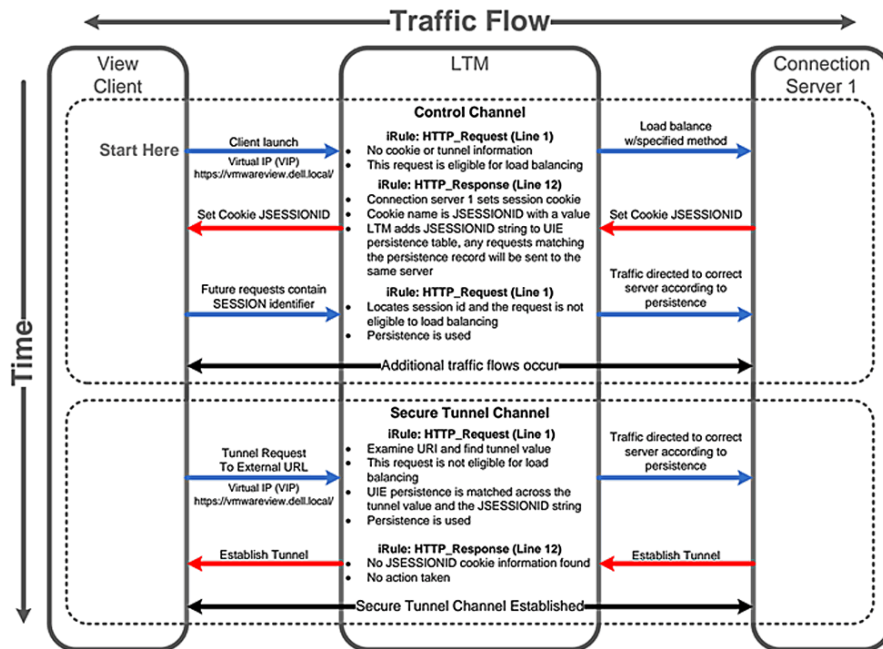 Traffic Flow
View
Client
LTM
Connection
Server 1
Time
Control Channel
Start Here
Client launch
Virtual IP (VIP)
https://vmwareview.dell.local/
iRule: HTTP_Request (Line 1)
• No cookie or tunnel information
• This request is eligible for load balancing
Load balance
w/specified method
iRule: HTTP_Response (Line 12)
• Connection server 1 sets session cookie
• Cookie name is JSESSIONID with a value
• LTM adds JSESSIONID string to UIE
persistence table, any requests matching
the persistence record will be sent to the
same server
Set Cookie JSESSIONID
Set Cookie JSESSIONID
Future requests contain
SESSION identifier
iRule: HTTP_Request (Line 1)
• Locates session id and the request is not
eligible to load balancing
• Persistence is used
Traffic directed to correct
server according to
persistence
Additional traffic flows occur
Secure Tunnel Channel
Tunnel Request
To External URL
Virtual IP (VIP)
https://vmwareview.dell.local/
iRule: HTTP_Request (Line 1)
• Examine URI and find tunnel value
• This request is not eligible for load
balancing
• UIE persistence is matched across the
tunnel value and the JSESSIONID string
• Persistence is used
Traffic directed to correct
server according to
persistence
iRule: HTTP_Response (Line 12)
• No JSESSIONID cookie information found
• No action taken
Establish Tunnel
Establish Tunnel
Secure Tunnel Channel Established